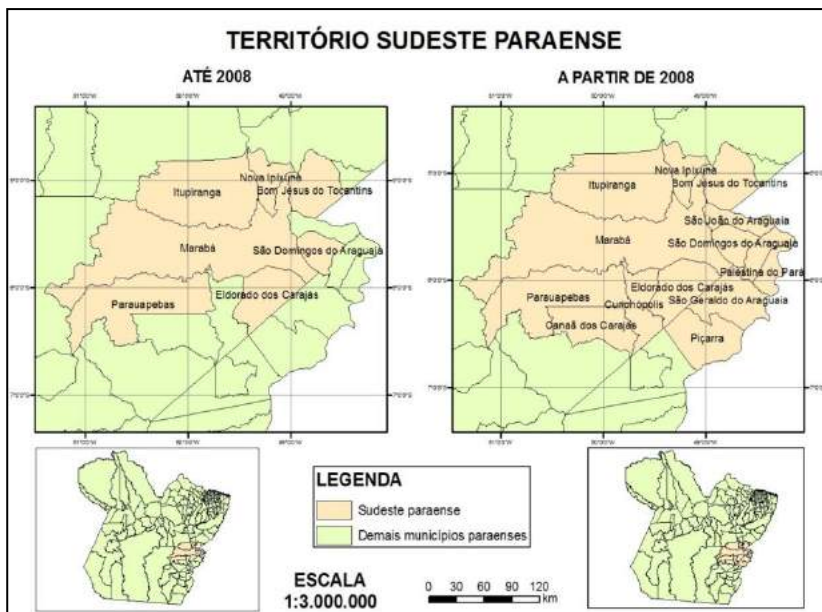 TERRITÓRIO SUDESTE PARAENSE
ATÉ 2008
A PARTIR DE 2008
Nova Ipixuna
Itupiranga
Bom Jesus do Tocantins
Marabá
São Domingos do Araguaia
Eldorado dos Carajás
Parauapebas
Nova Ipixuna
Itupiranga
Bom Jesus do Tocantins
São João do Araguaia
Marabá
São Domingos do Araguaia
Palestina do Pará
Eldorado dos Carajás
Parauapebas
São Geraldo do Araguaia
Canaã dos Carajás
Piçarra
LEGENDA
Sudeste paraense
Demais municípios paraenses
ESCALA
1:3.000.000
0 30 60 90 120
km